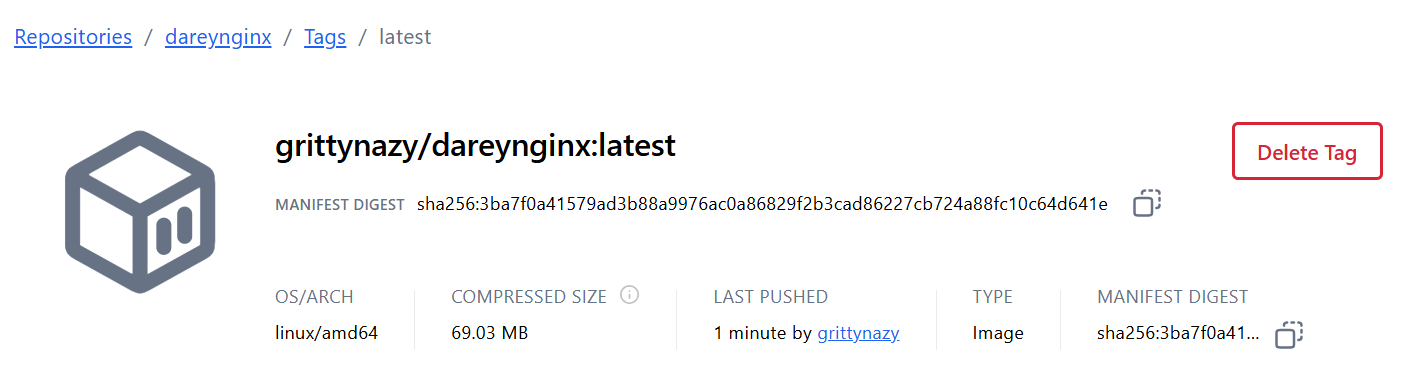 Repositories / dareynginx / Tags / latest
grittynazy/dareynginx:latest
Delete Tag
MANIFEST DIGEST sha256:3ba7f0a41579ad3b88a9976ac0a86829f2b3cad86227cb724a88fc10c64d641e
OS/ARCH
linux/amd64
COMPRESSED SIZE
69.03 MB
LAST PUSHED
1 minute by grittynazy
TYPE
Image
MANIFEST DIGEST
sha256:3ba7f0a41...